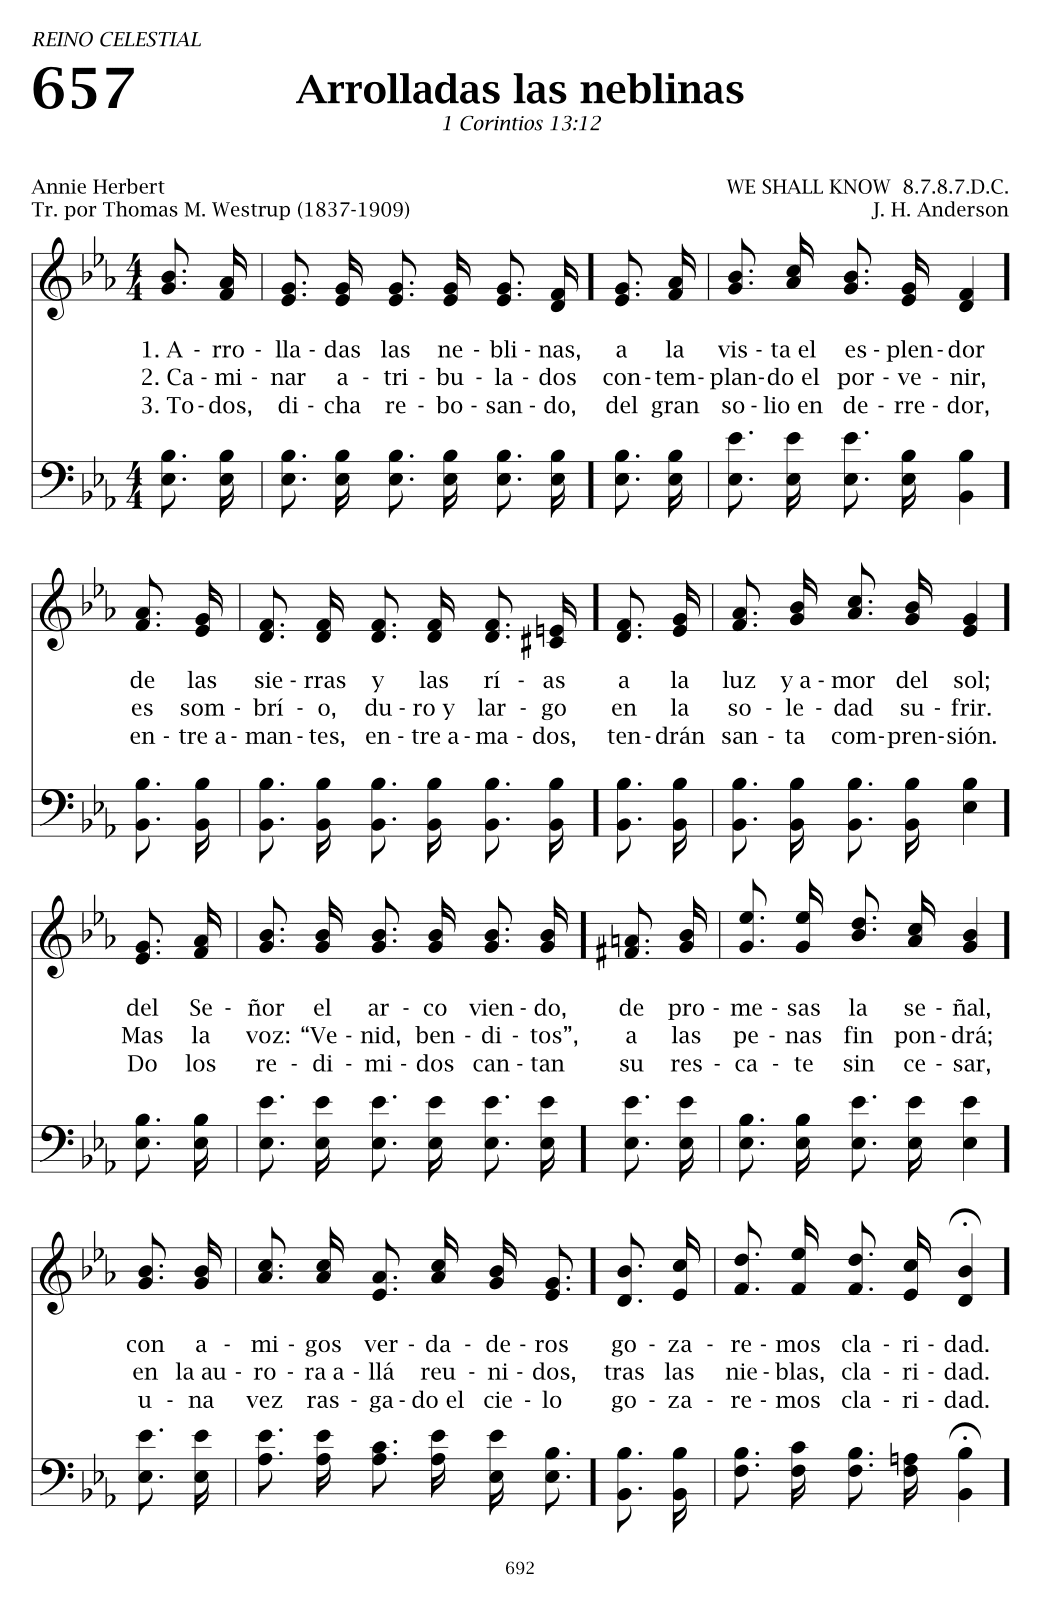 REINO CELESTIAL
657
Arrolladas las neblinas
1 Corintios 13:12
Annie Herbert
WE SHALL KNOW 8.7.8.7.D.C.
Tr. por Thomas M. Westrup (1837-1909)
J. H. Anderson
1. A - rro - lla - das las ne - bli - nas, a la vis - ta el es - plen - dor
2. Ca - mi - nar a - tri - bu - la - dos con - tem - plan - do el por - ve - nir,
3. To - dos, di - cha re - bo - san - do, del gran so - lio en de - rre - dor,
de las sie - rras y las rí - as a la luz y a - mor del sol;
es som - brí - o, du - ro y lar - go en la so - le - dad su - frir.
en - tre a - man - tes, en - tre a - ma - dos, ten - drán san - ta com - pren - sión.
del Se - ñor el ar - co vien - do, de pro - me - sas la se - ñal,
Mas la voz: “Ve - nid, ben - di - tos”, a las pe - nas fin pon - drá;
Do los re - di - mi - dos can - tan su res - ca - te sin ce - sar,
con a - mi - gos ver - da - de - ros go - za - re - mos cla - ri - dad.
en la au - ro - ra a - llá reu - ni - dos, tras las nie - blas, cla - ri - dad.
u - na vez ras - ga - do el cie - lo go - za - re - mos cla - ri - dad.
692